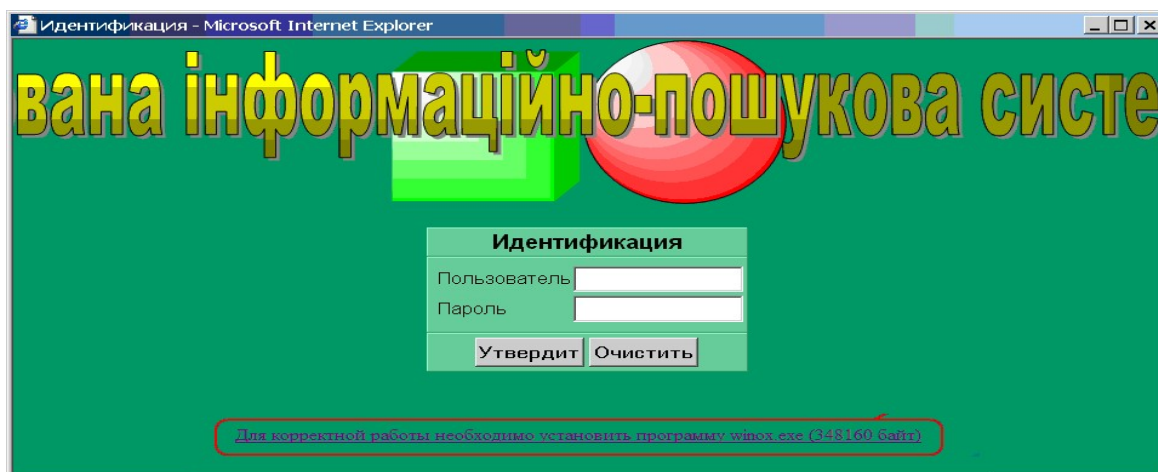 Идентификация - Microsoft Internet Explorer
вана інформаційно-пошукова систе
Идентификация
Пользователь
Пароль
Утвердит Очистить
Для корректной работы необходимо установить программу winox.exe (348160 байт)